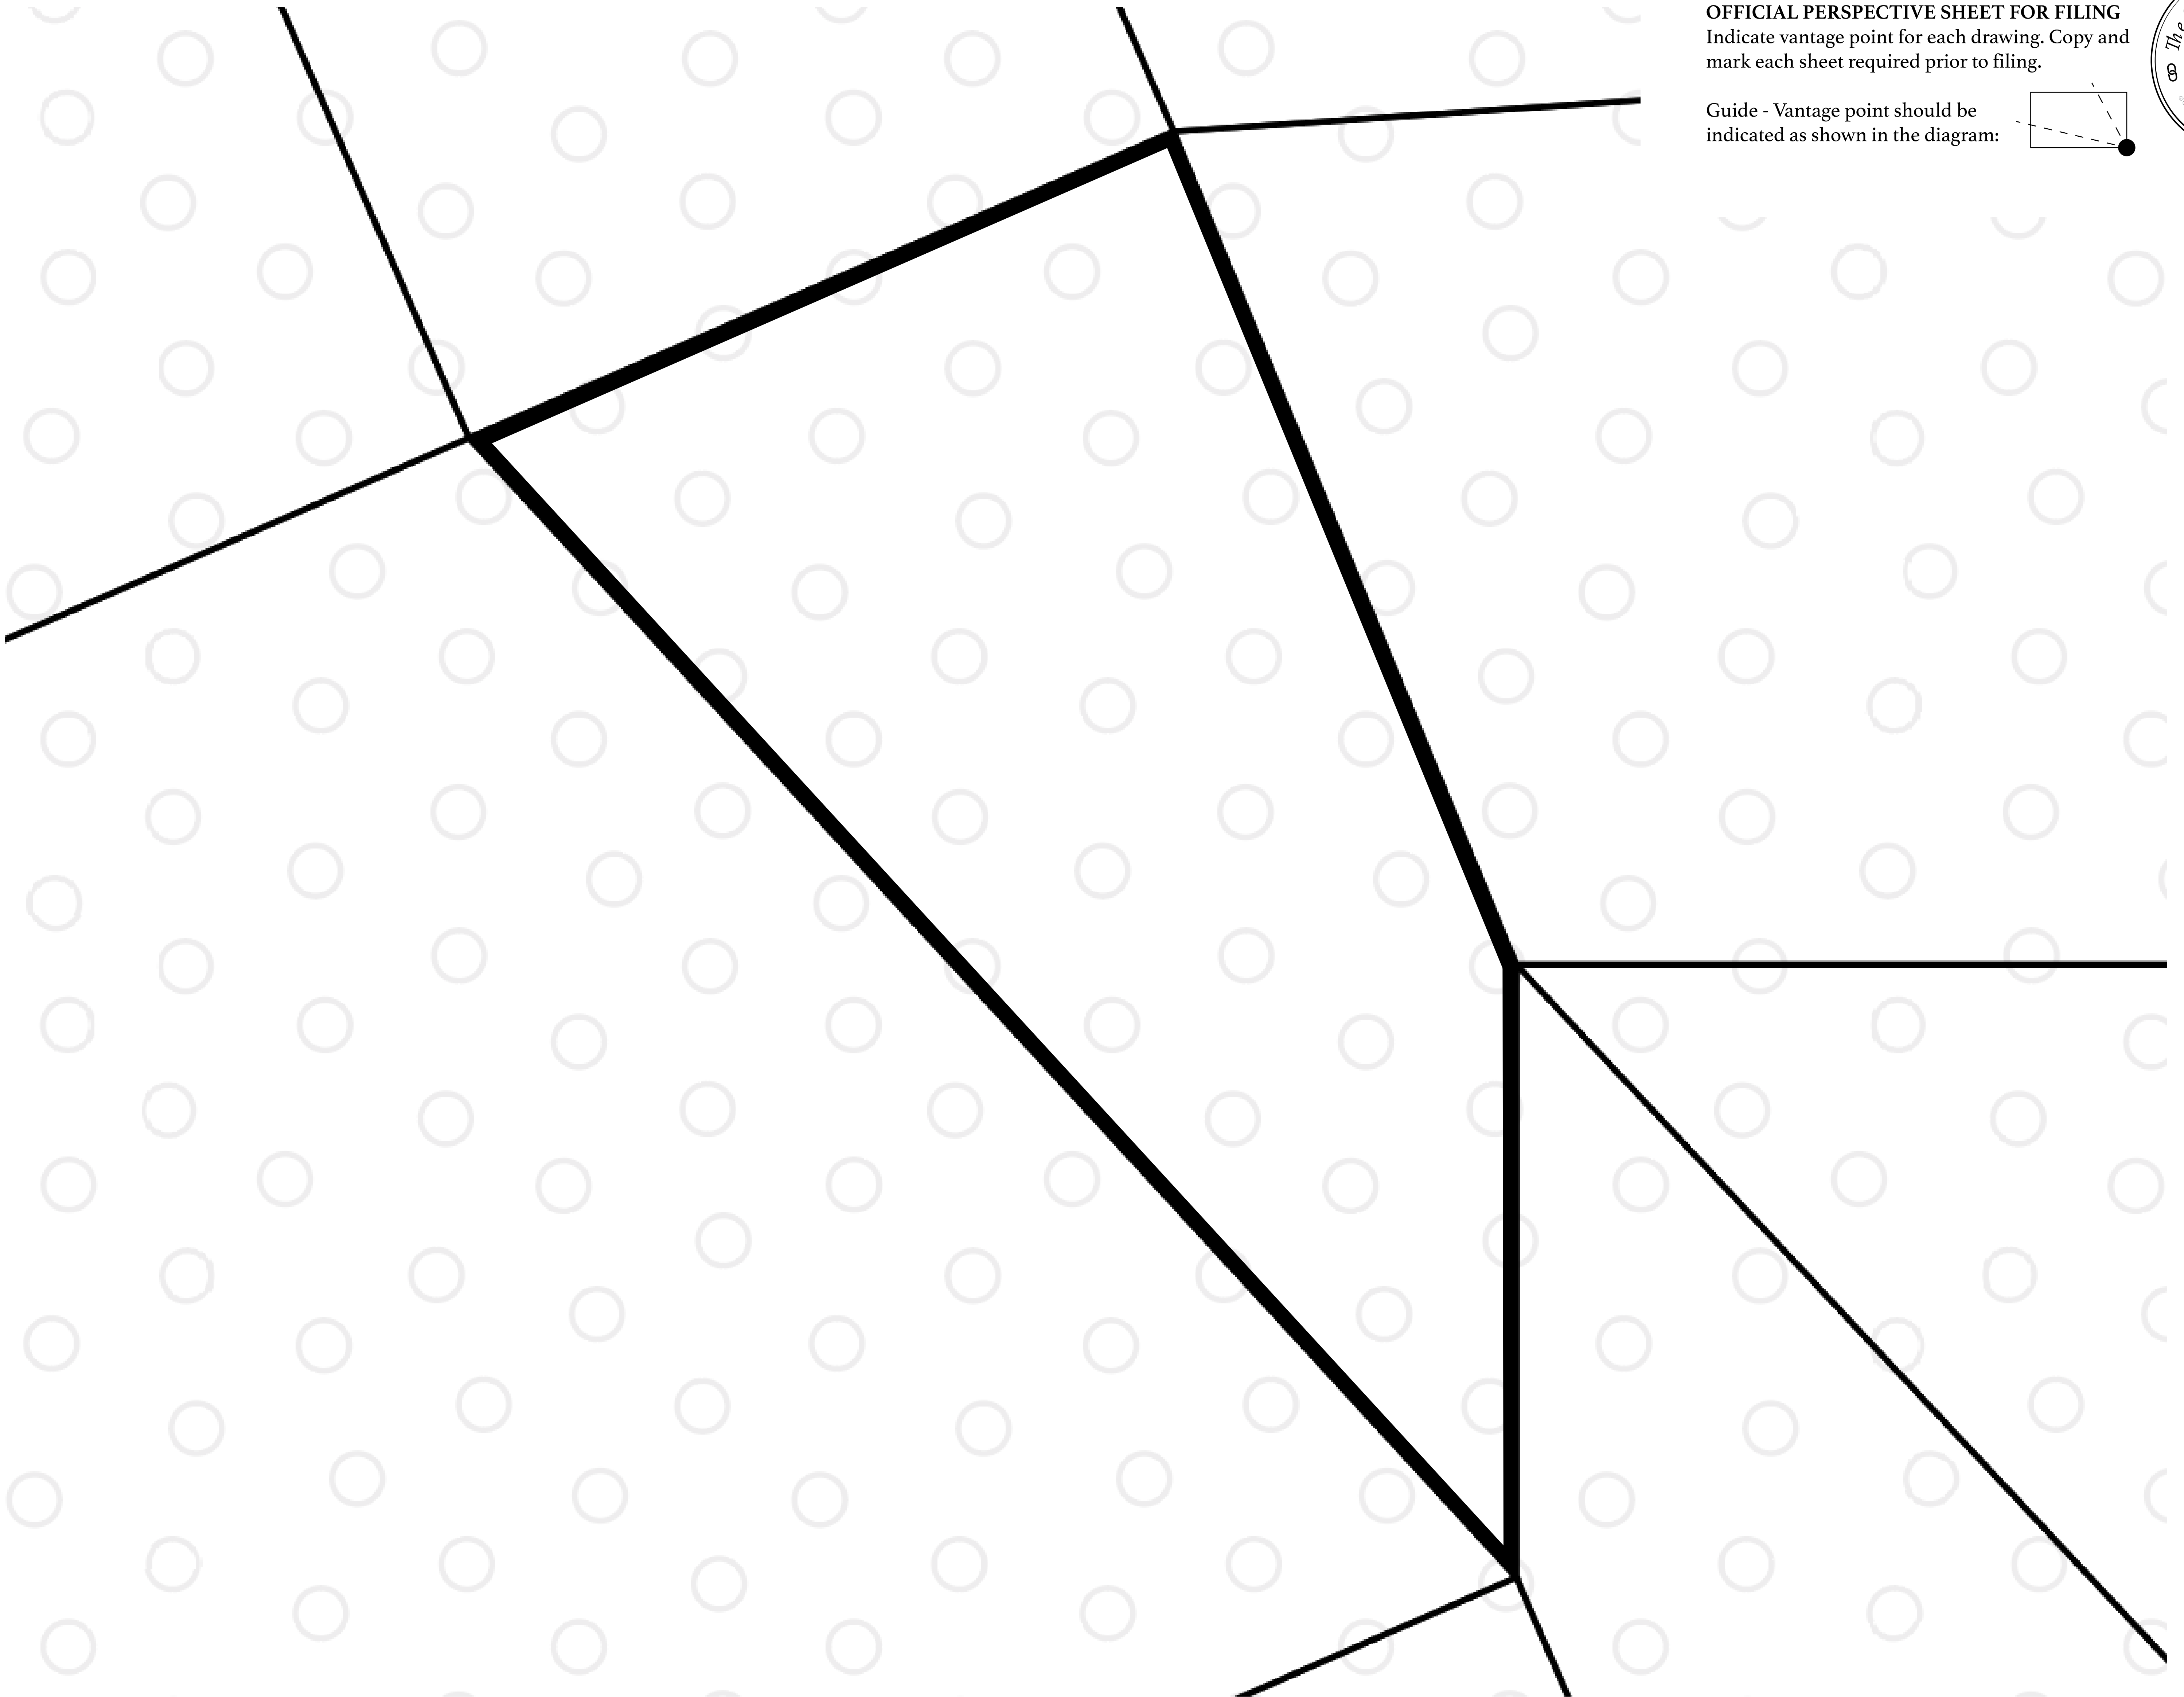 OFFICIAL PERSPECTIVE SHEET FOR FILING
Indicate vantage point for each drawing. Copy and
mark each sheet required prior to filing.
Guide - Vantage point should be
indicated as shown in the diagram:
The